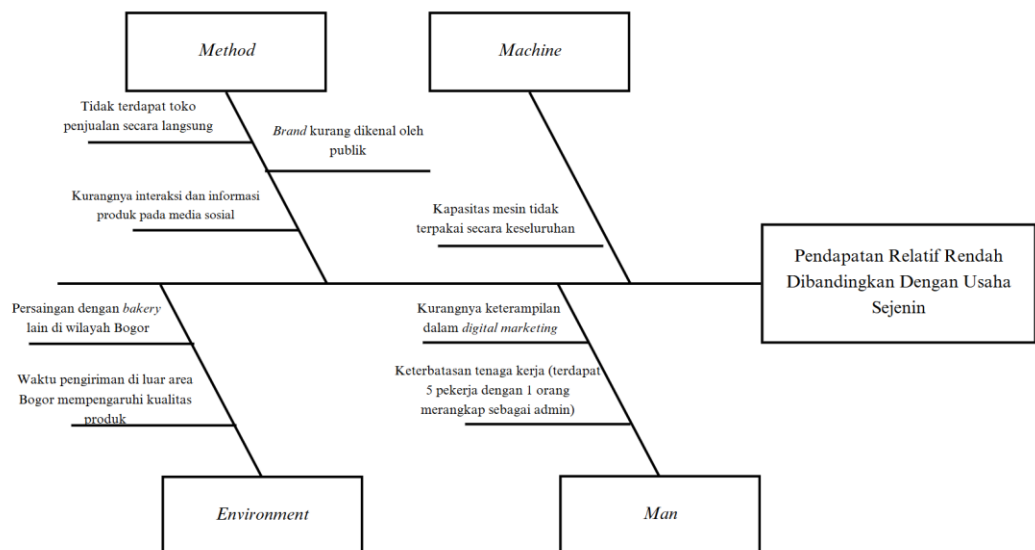 Method
Machine
Tidak terdapat toko
penjualan secara langsung
Brand kurang dikenal oleh
publik
Kurangnya interaksi dan informasi
produk pada media sosial
Kapasitas mesin tidak
terpakai secara keseluruhan
Pendapatan Relatif Rendah
Dibandingkan Dengan Usaha
Sejenin
Persaingan dengan bakery
lain di wilayah Bogor
Waktu pengiriman di luar area
Bogor mempengaruhi kualitas
produk
Kurangnya keterampilan
dalam digital marketing
Keterbatasan tenaga kerja (terdapat
5 pekerja dengan 1 orang
merangkap sebagai admin)
Environment
Man